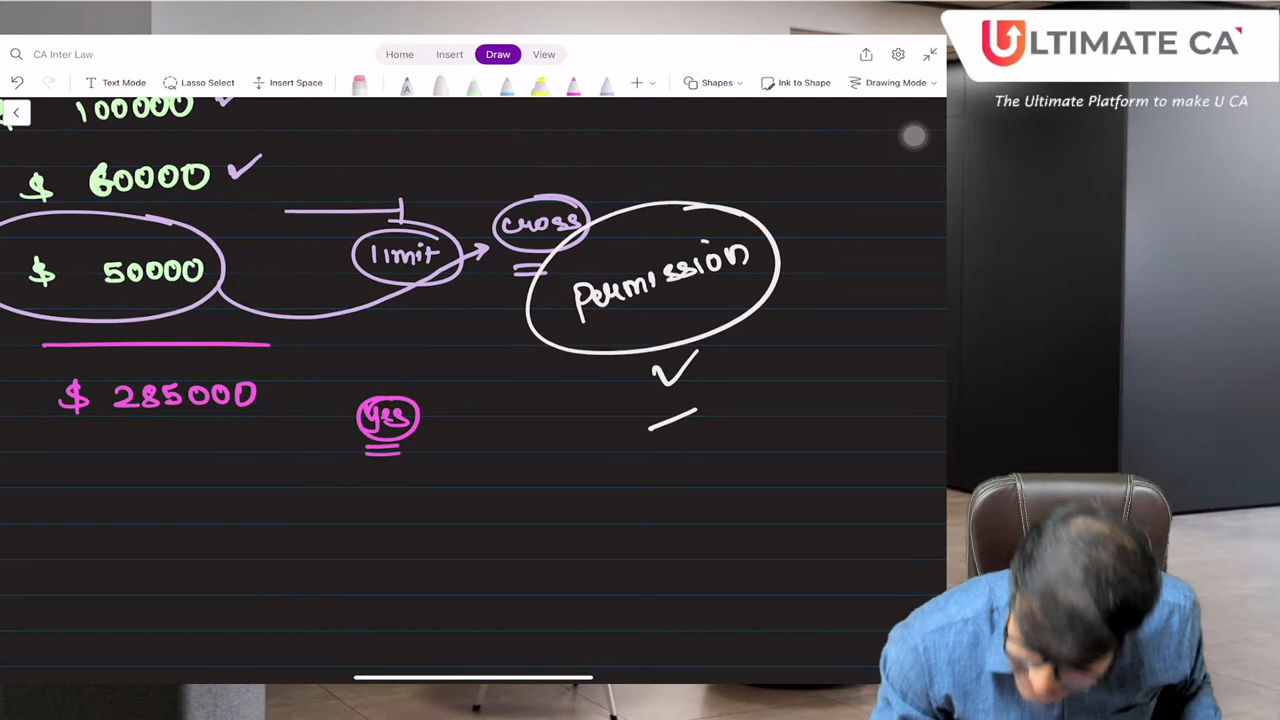 ULTIMATE CA
The Ultimate Platform to make U CA
CA Inter Law
Home Insert Draw View
Text Mode Lasso Select Insert Space Shapes Ink to Shape Drawing Mode
100000
$ 60000
cross
limit
Permission
$ 50000
$ 285000
yes